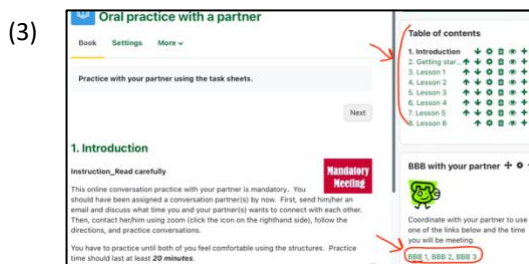 (3)
Oral practice with a partner
Book Settings More
Practice with your partner using the task sheets.
Next
1. Introduction
Instruction_Read carefully
Mandatory
Meeting
This online conversation practice with your partner is mandatory. You
should have been assigned a conversation partner(s) by now. First, send him/her an
email and discuss what time you and your partner(s) wants to connect with each other.
Then, contact her/him using zoom (click the icon on the righthand side), follow the
directions, and practice conversations.
You have to practice until both of you feel comfortable using the structures. Practice
time should last at least 20 minutes.
Table of contents
1. Introduction
2. Getting star...
3. Lesson 1
4. Lesson 2
5. Lesson 3
6. Lesson 4
7. Lesson 5
8. Lesson 6
BBB with your partner
Coordinate with your partner to use
one of the links below and the time
you will be meeting.
BBB 1, BBB 2, BBB 3